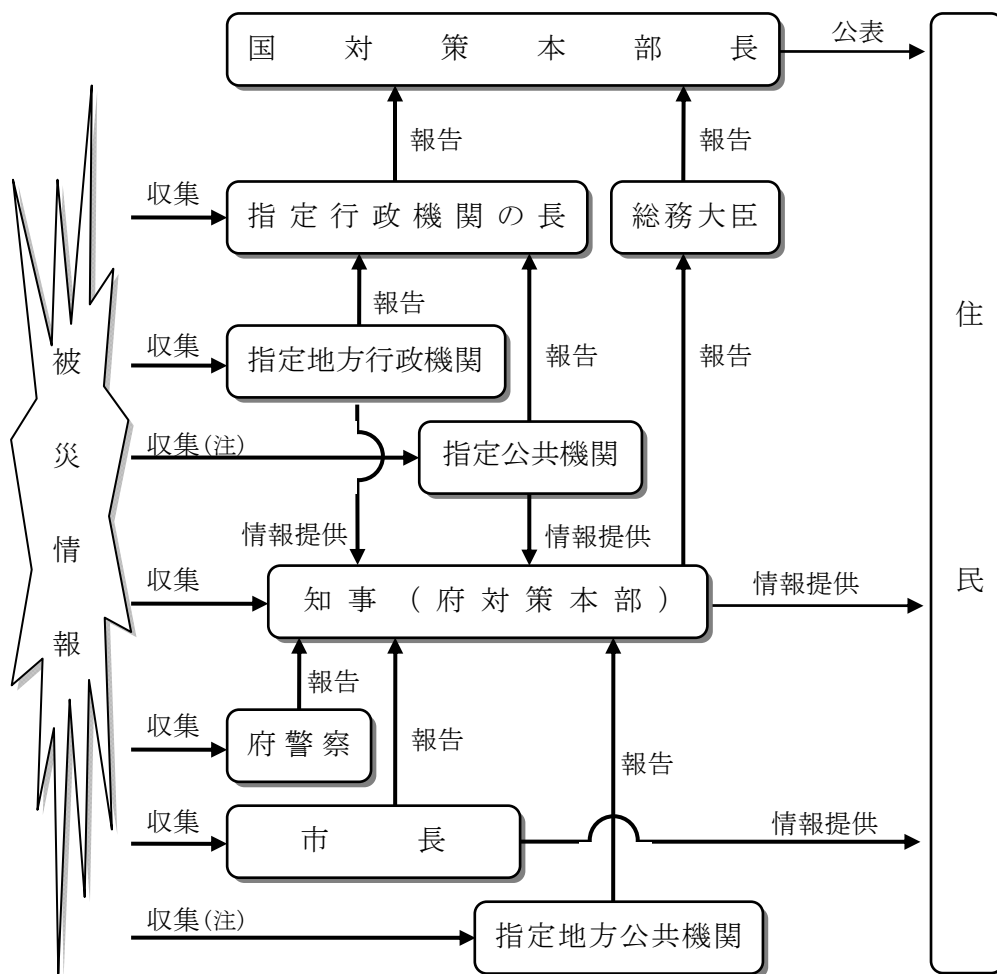 国対策本部長
公表
報告
報告
収集
指定行政機関の長
総務大臣
報告
収集
指定地方行政機関
報告
報告
収集(注)
指定公共機関
情報提供
情報提供
収集
知事(府対策本部)
情報提供
報告
収集
府警察
報告
報告
収集
市長
情報提供
収集(注)
指定地方公共機関
被災情報
住民